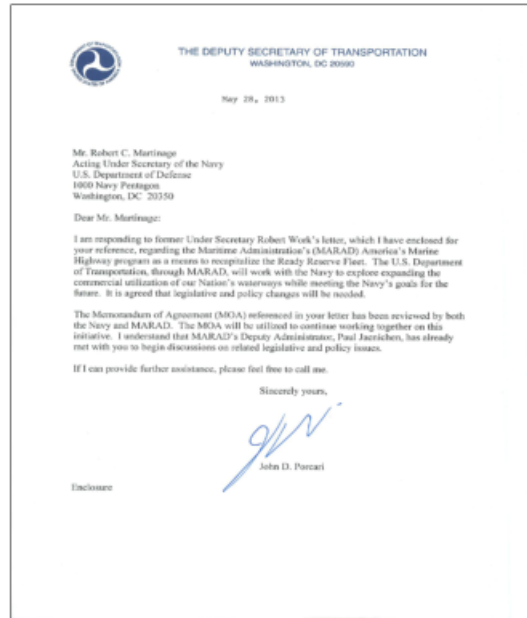 THE DEPUTY SECRETARY OF TRANSPORTATION
WASHINGTON, DC 20590
May 28, 2013
Mr. Robert C. Martinage
Acting Under Secretary of the Navy
U.S. Department of Defense
1000 Navy Pentagon
Washington, DC 20350
Dear Mr. Martinage:
I am responding to former Under Secretary Robert Work's letter, which I have enclosed for
your reference, regarding the Maritime Administration's (MARAD) America's Marine
Highway program as a means to recapitalize the Ready Reserve Fleet. The U.S. Department
of Transportation, through MARAD, will work with the Navy to explore expanding the
commercial utilization of our Nation's waterways while meeting the Navy's goals for the
future. It is agreed that legislative and policy changes will be needed.
The Memorandum of Agreement (MOA) referenced in your letter has been reviewed by both
the Navy and MARAD. The MOA will be utilized to continue working together on this
initiative. I understand that MARAD's Deputy Administrator, Paul Jaenichen, has already
met with you to begin discussions on related legislative and policy issues.
If I can provide further assistance, please feel free to call me.
Sincerely yours,
John D. Porcari
Enclosure